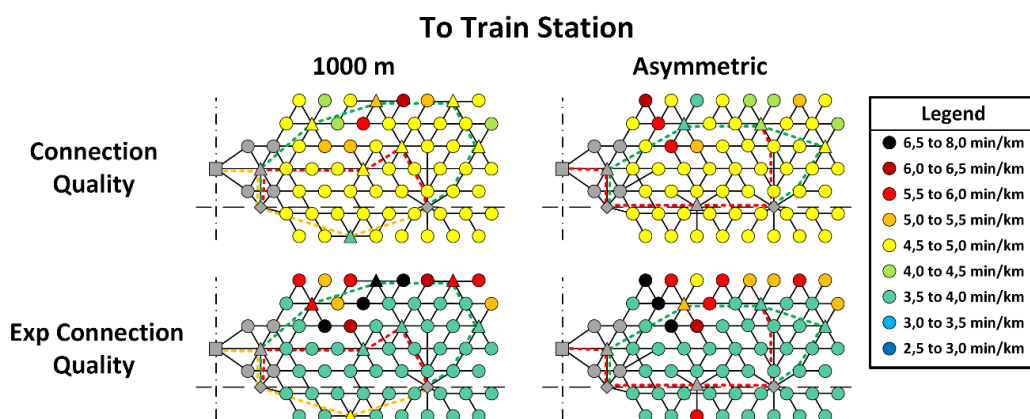 To Train Station
1000 m
Asymmetric
Connection
Quality
Exp Connection
Quality
Legend
6,5 to 8,0 min/km
6,0 to 6,5 min/km
5,5 to 6,0 min/km
5,0 to 5,5 min/km
4,5 to 5,0 min/km
4,0 to 4,5 min/km
3,5 to 4,0 min/km
3,0 to 3,5 min/km
2,5 to 3,0 min/km